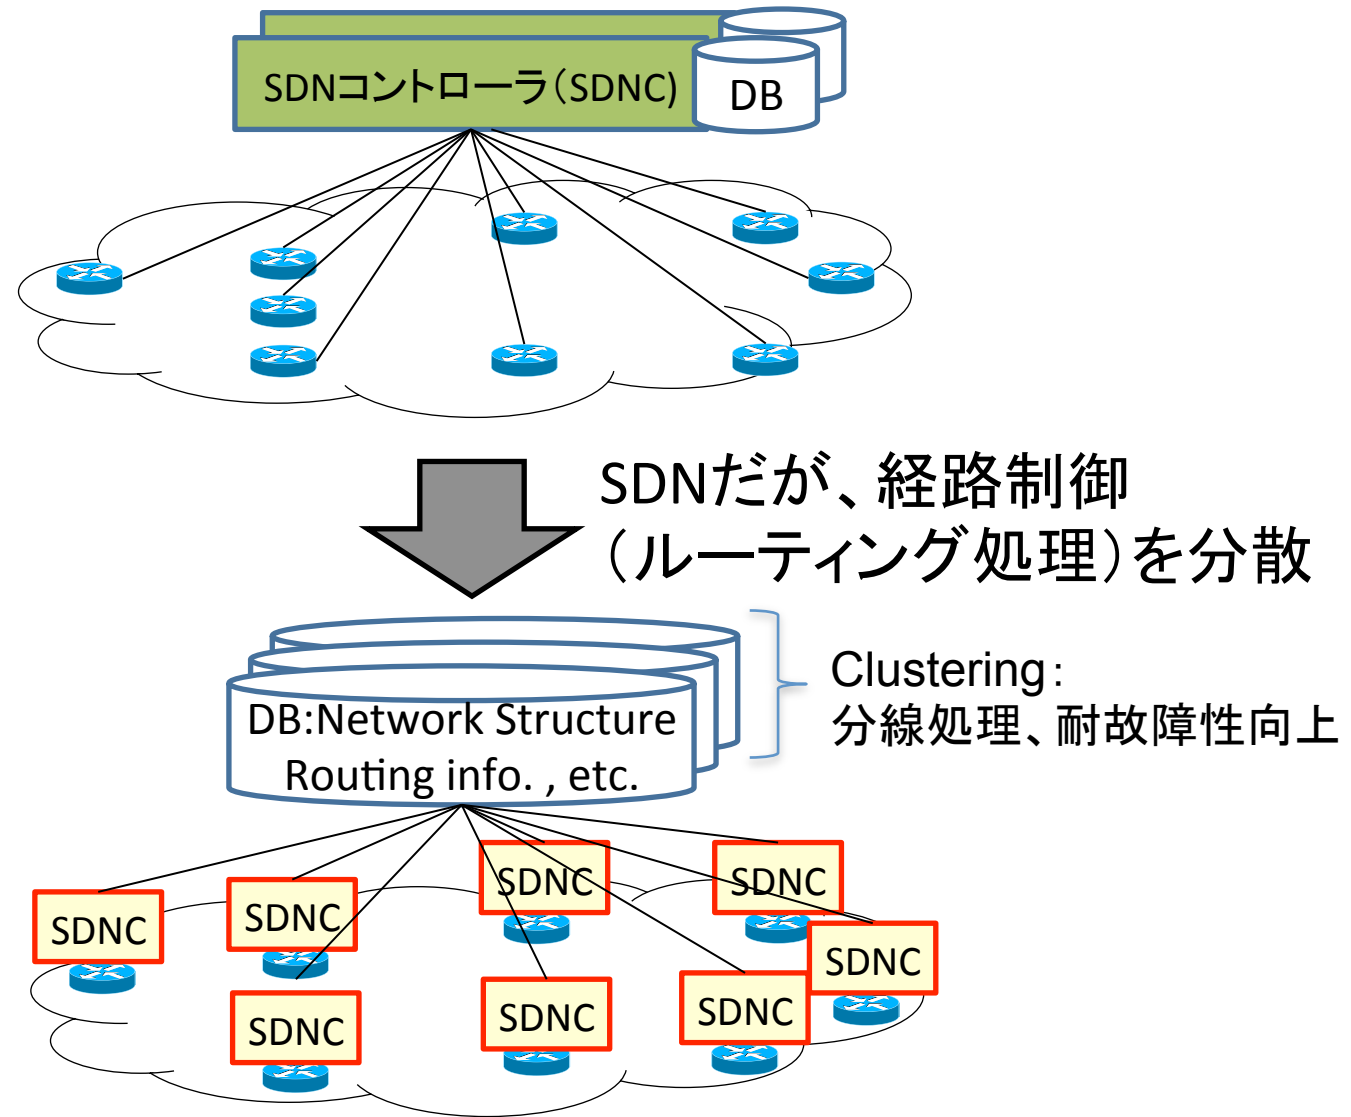 SDNコントローラ(SDNC)
DB
SDNだが、経路制御
(ルーティング処理)を分散
DB:Network Structure
Routing info. , etc.
Clustering:
分線処理、耐故障性向上
SDNC
SDNC
SDNC
SDNC
SDNC
SDNC
SDNC
SDNC